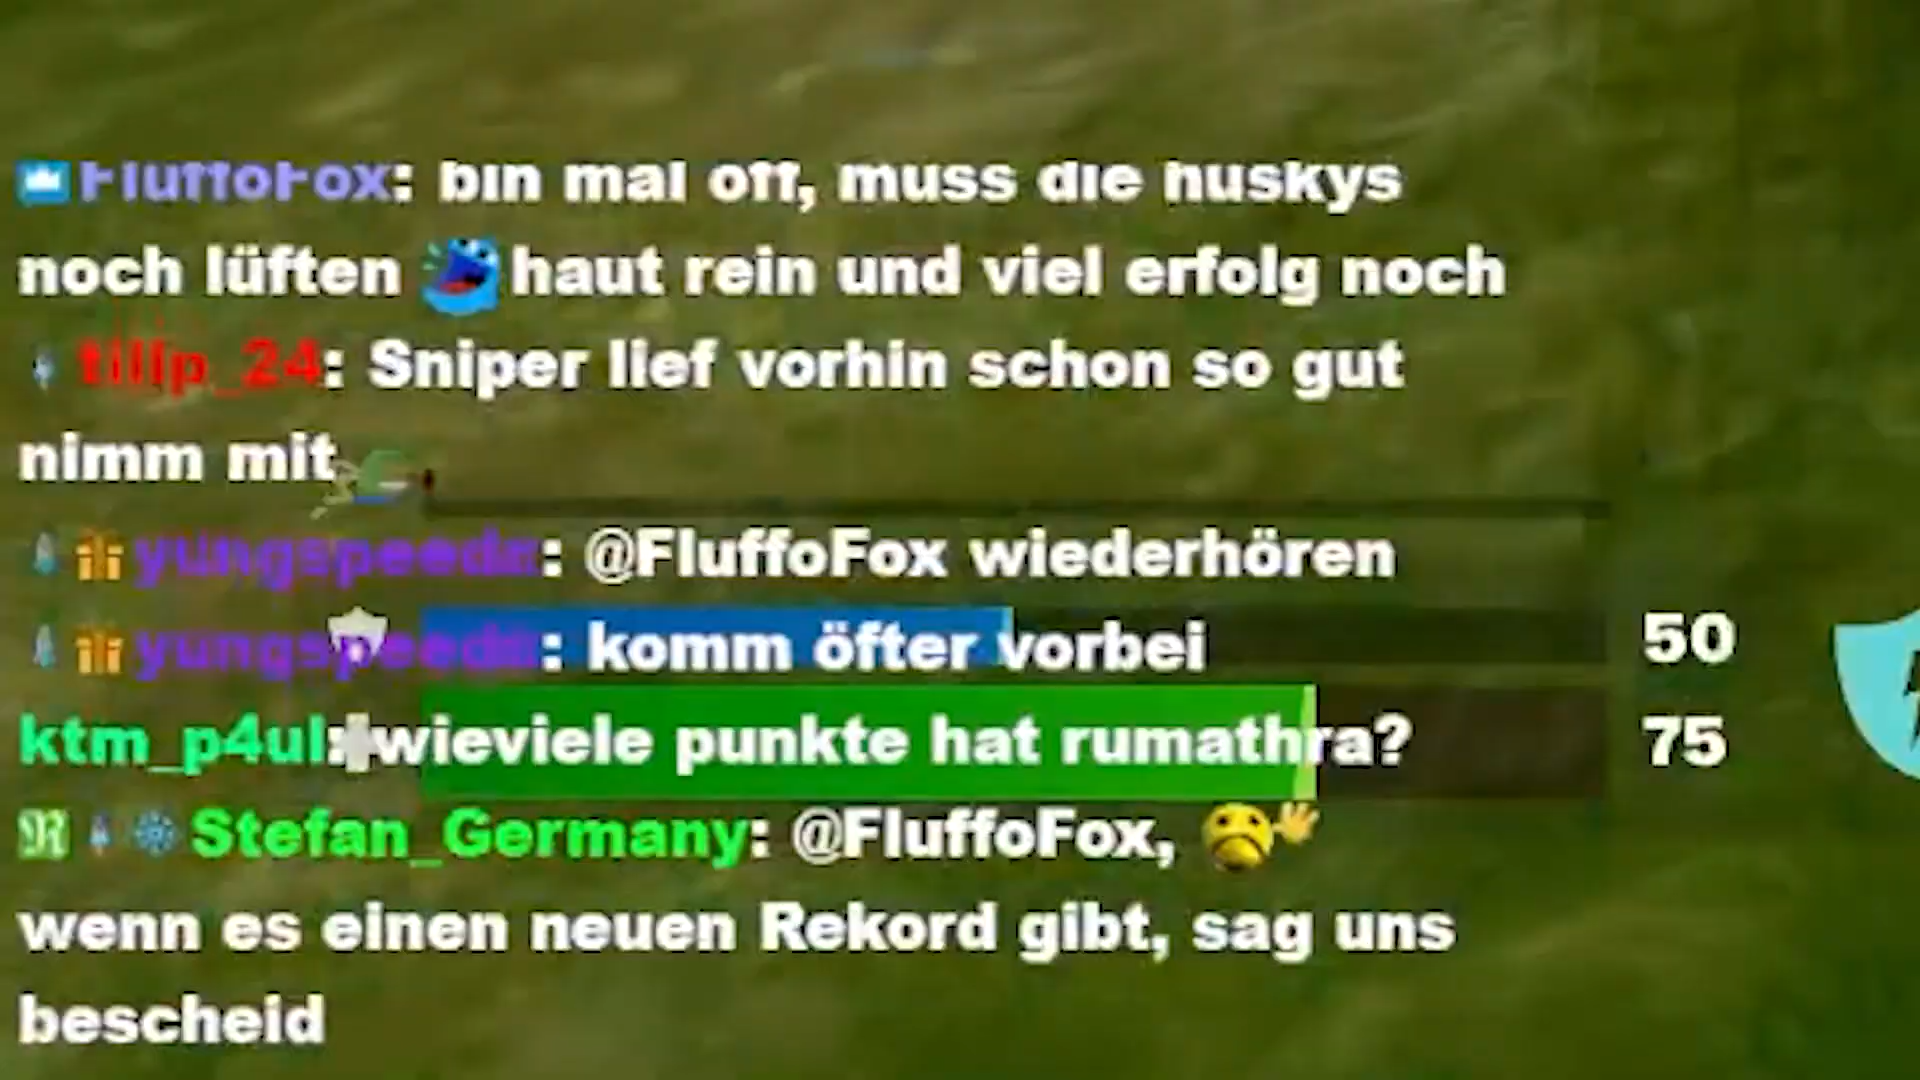 FluffoFox: bin mal off, muss die huskys
noch lüften haut rein und viel erfolg noch
: Sniper lief vorhin schon so gut
nimm mit
: @FluffoFox wiederhören
: komm öfter vorbei
50
ktm_p4ul: wieviele punkte hat rumathra?
75
Stefan_Germany: @FluffoFox,
wenn es einen neuen Rekord gibt, sag uns
bescheid